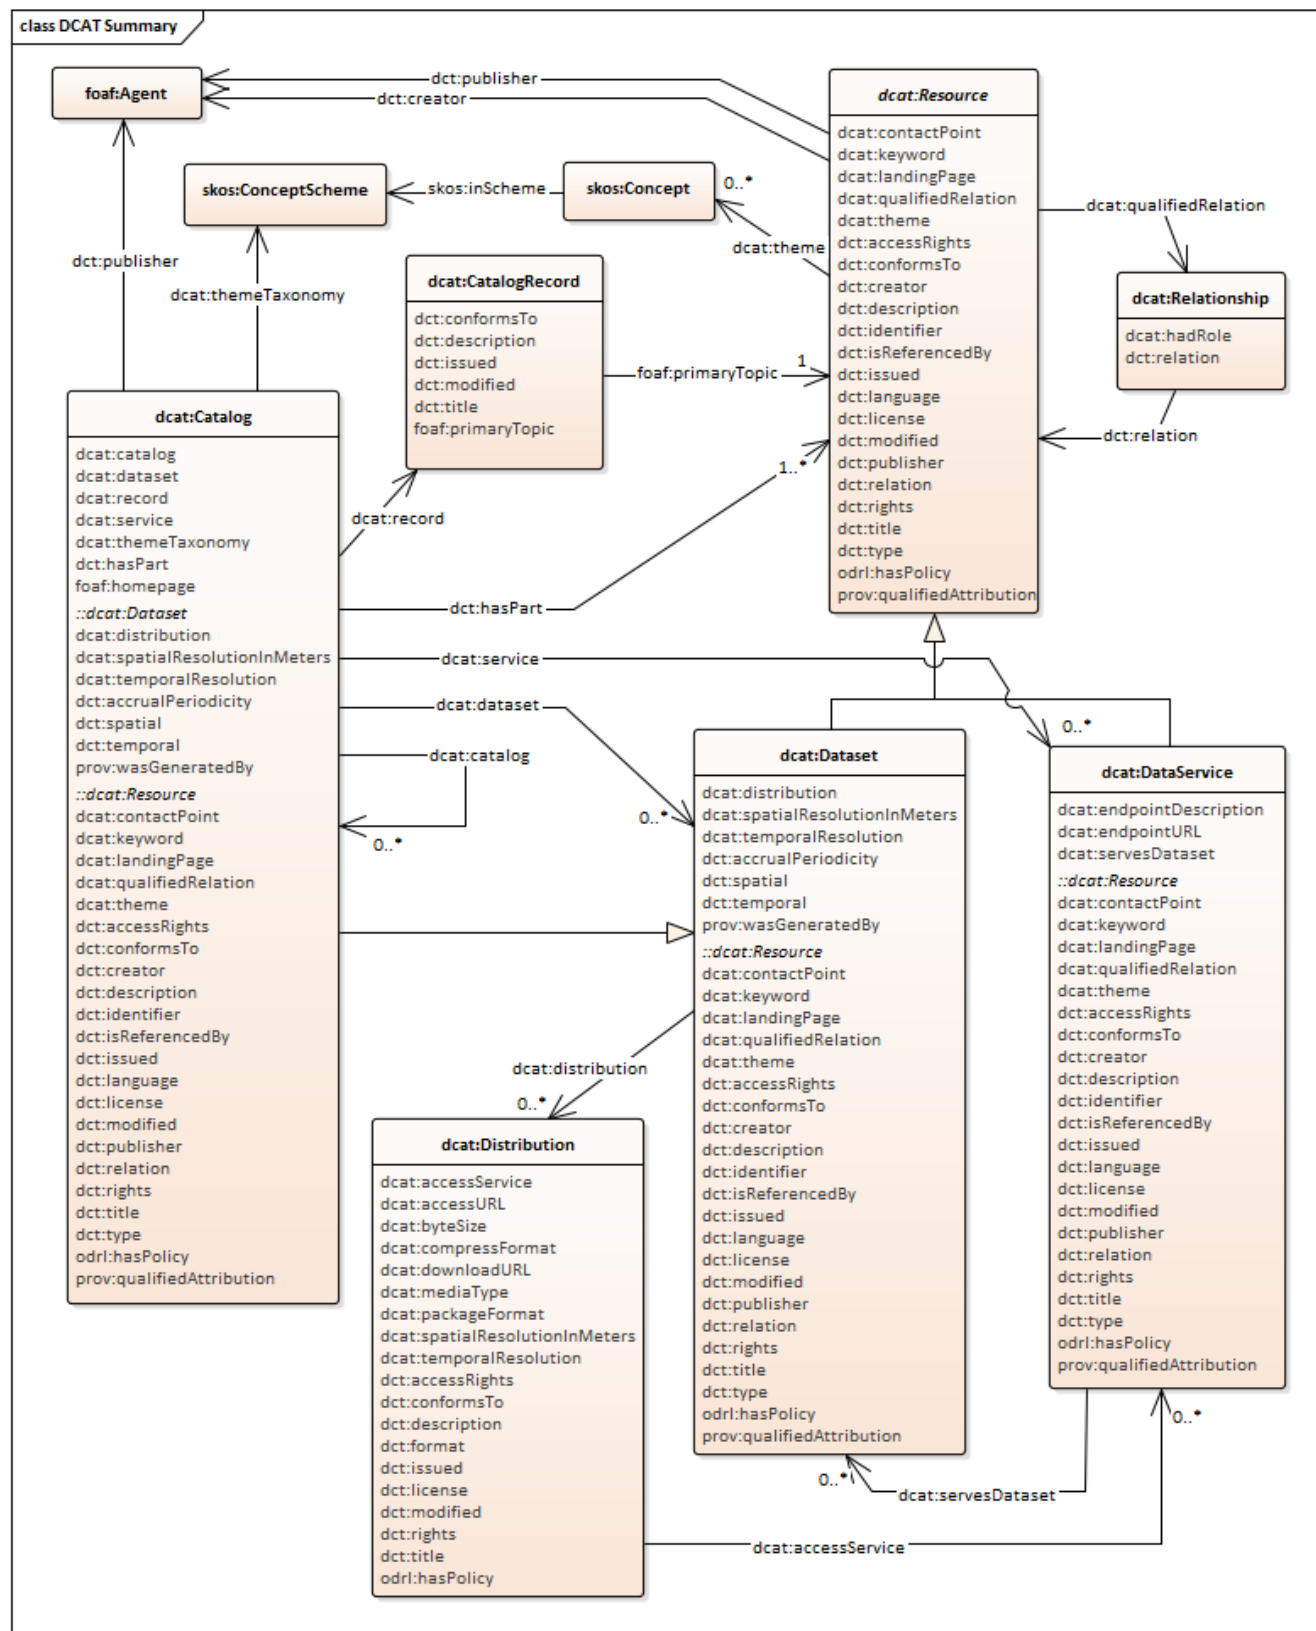 class DCAT Summary
foaf:Agent
dct:publisher
dct:creator
dcat:Resource
dcat:contactPoint
dcat:keyword
dcat:landingPage
dcat:qualifiedRelation
dcat:theme
dct:accessRights
dct:conformsTo
dct:creator
dct:description
dct:identifier
dct:isReferencedBy
dct:issued
dct:language
dct:license
dct:modified
dct:publisher
dct:relation
dct:rights
dct:title
dct:type
odrl:hasPolicy
prov:qualifiedAttribution
skos:ConceptScheme
skos:inScheme
skos:Concept
0..*
dcat:theme
dcat:qualifiedRelation
dcat:Relationship
dcat:hadRole
dct:relation
dct:relation
dct:publisher
dcat:themeTaxonomy
dcat:CatalogRecord
dct:conformsTo
dct:description
dct:issued
dct:modified
dct:title
foaf:primaryTopic
foaf:primaryTopic
1
1..*
dcat:record
dct:hasPart
dcat:service
0..*
dcat:dataset
0..*
dcat:catalog
0..*
dcat:Catalog
dcat:catalog
dcat:dataset
dcat:record
dcat:service
dcat:themeTaxonomy
dct:hasPart
foaf:homepage
::dcat:Dataset
dcat:distribution
dcat:spatialResolutionInMeters
dcat:temporalResolution
dct:accrualPeriodicity
dct:spatial
dct:temporal
prov:wasGeneratedBy
::dcat:Resource
dcat:contactPoint
dcat:keyword
dcat:landingPage
dcat:qualifiedRelation
dcat:theme
dct:accessRights
dct:conformsTo
dct:creator
dct:description
dct:identifier
dct:isReferencedBy
dct:issued
dct:language
dct:license
dct:modified
dct:publisher
dct:relation
dct:rights
dct:title
dct:type
odrl:hasPolicy
prov:qualifiedAttribution
dcat:Dataset
dcat:distribution
dcat:spatialResolutionInMeters
dcat:temporalResolution
dct:accrualPeriodicity
dct:spatial
dct:temporal
prov:wasGeneratedBy
::dcat:Resource
dcat:contactPoint
dcat:keyword
dcat:landingPage
dcat:qualifiedRelation
dcat:theme
dct:accessRights
dct:conformsTo
dct:creator
dct:description
dct:identifier
dct:isReferencedBy
dct:issued
dct:language
dct:license
dct:modified
dct:publisher
dct:relation
dct:rights
dct:title
dct:type
odrl:hasPolicy
prov:qualifiedAttribution
dcat:DataService
dcat:endpointDescription
dcat:endpointURL
dcat:servesDataset
::dcat:Resource
dcat:contactPoint
dcat:keyword
dcat:landingPage
dcat:qualifiedRelation
dcat:theme
dct:accessRights
dct:conformsTo
dct:creator
dct:description
dct:identifier
dct:isReferencedBy
dct:issued
dct:language
dct:license
dct:modified
dct:publisher
dct:relation
dct:rights
dct:title
dct:type
odrl:hasPolicy
prov:qualifiedAttribution
dcat:distribution
0..*
dcat:Distribution
dcat:accessService
dcat:accessURL
dcat:byteSize
dcat:compressFormat
dcat:downloadURL
dcat:mediaType
dcat:packageFormat
dcat:spatialResolutionInMeters
dcat:temporalResolution
dct:accessRights
dct:conformsTo
dct:description
dct:format
dct:issued
dct:license
dct:modified
dct:rights
dct:title
odrl:hasPolicy
0..*
dcat:servesDataset
0..*
dcat:accessService